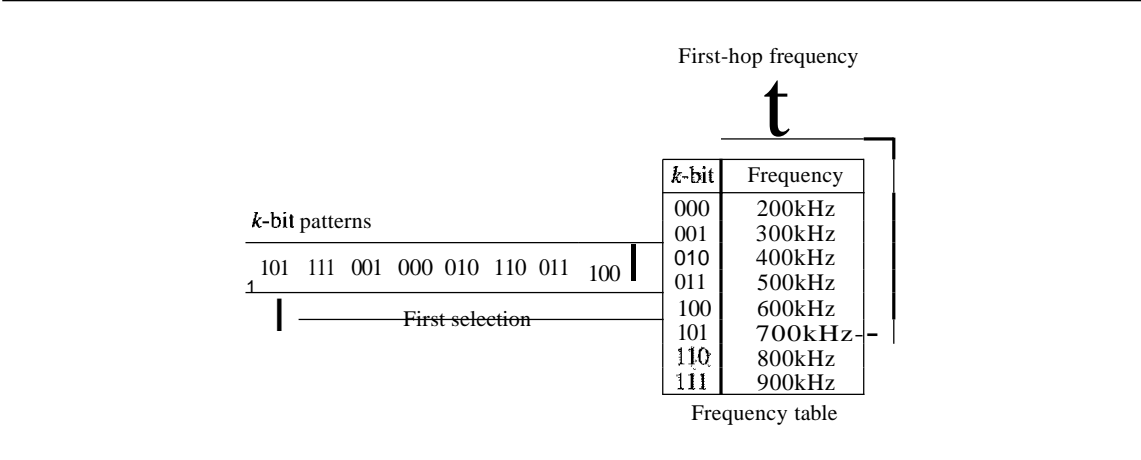 First-hop frequency
t
k-bit Frequency
000 200kHz
001 300kHz
010 400kHz
011 500kHz
100 600kHz
101 700kHz--
110 800kHz
111 900kHz
Frequency table
k-bit patterns
101 111 001 000 010 110 011 100
1
First selection